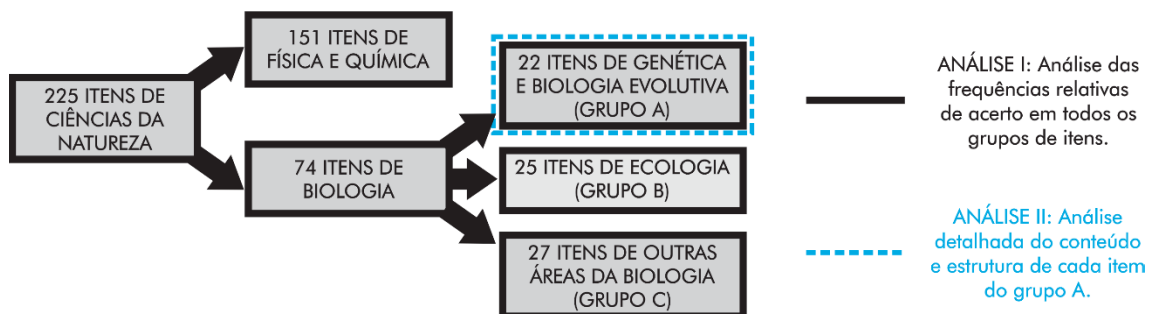 225 ITENS DE
CIÊNCIAS DA
NATUREZA
151 ITENS DE
FÍSICA E QUÍMICA
74 ITENS DE
BIOLOGIA
22 ITENS DE GENÉTICA
E BIOLOGIA EVOLUTIVA
(GRUPO A)
25 ITENS DE ECOLOGIA
(GRUPO B)
27 ITENS DE OUTRAS
ÁREAS DA BIOLOGIA
(GRUPO C)
ANÁLISE I: Análise das
frequências relativas
de acerto em todos os
grupos de itens.
ANÁLISE II: Análise
detalhada do conteúdo
e estrutura de cada item
do grupo A.